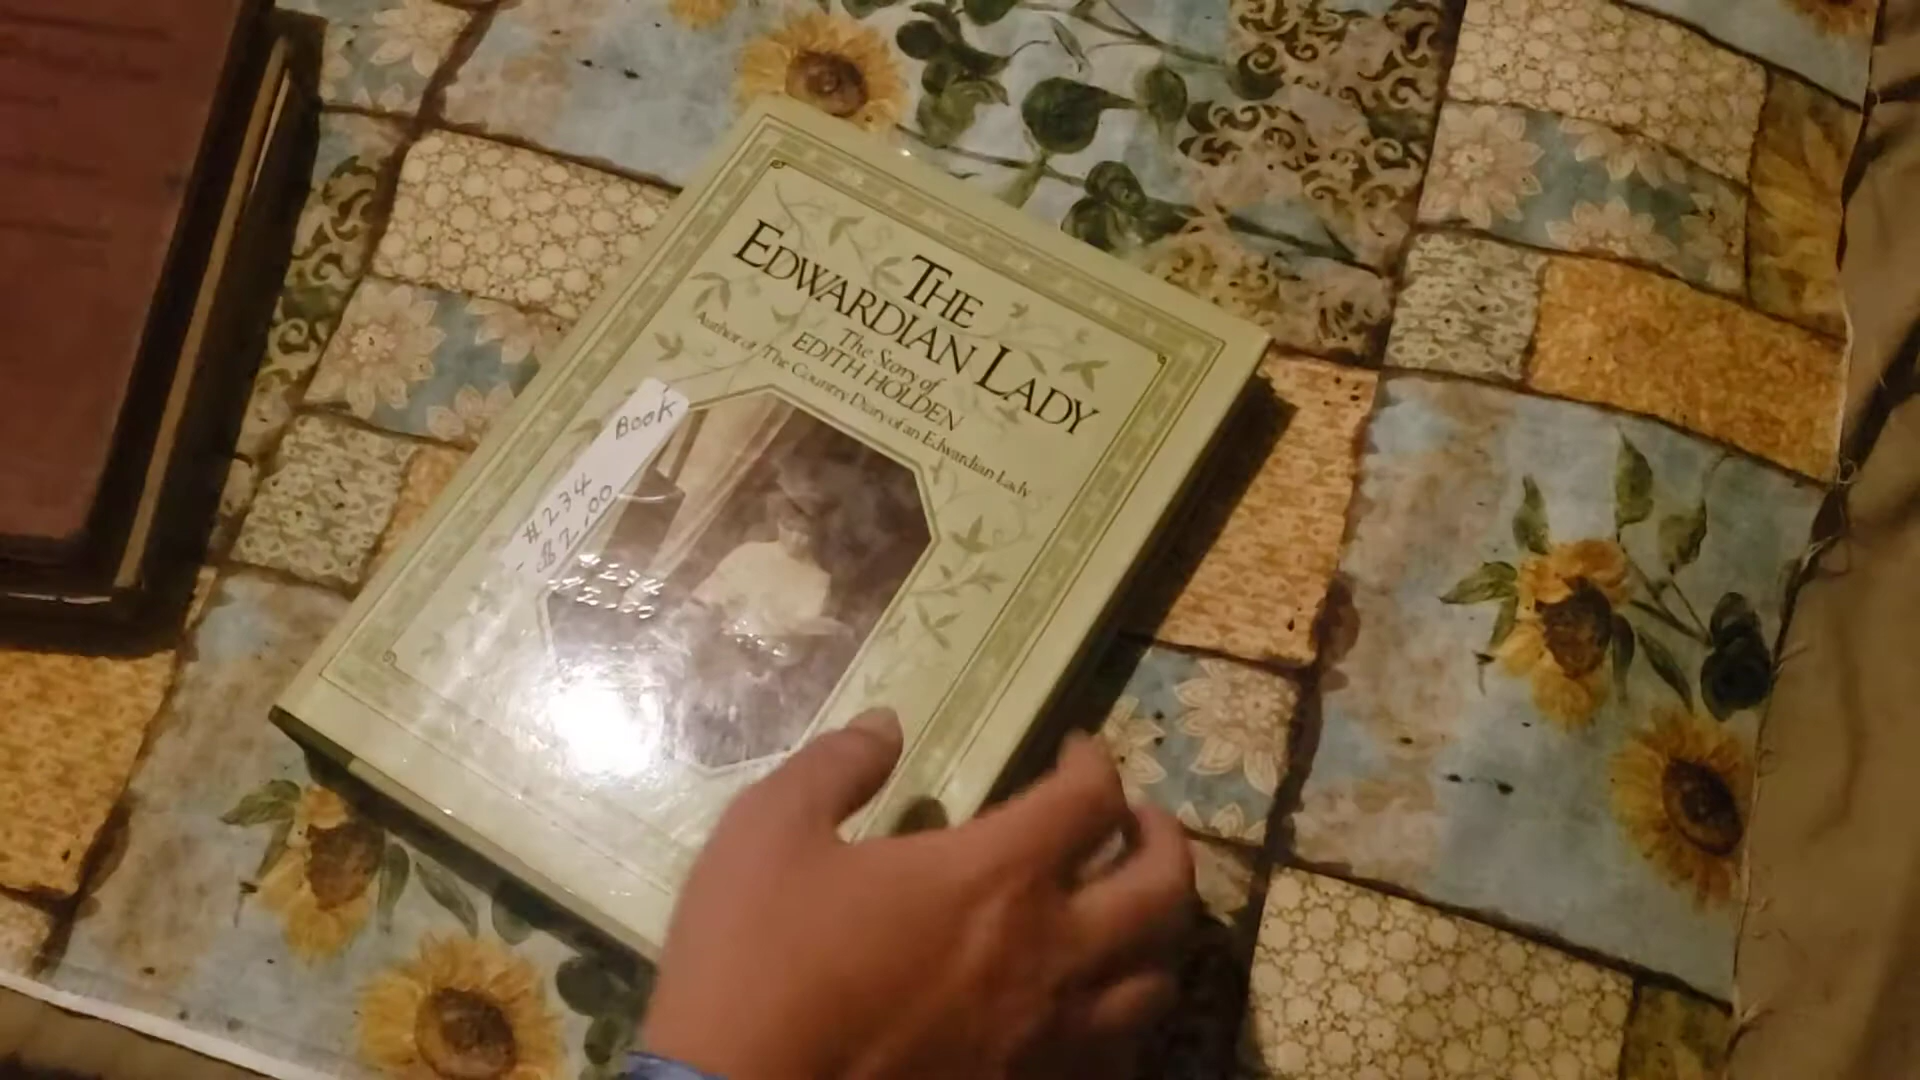 THE
EDWARDIAN LADY
The Story of
EDITH HOLDEN
Author of The Country Diary of an Edwardian Lady
BOOK
#234
$2.00
#234
2.00